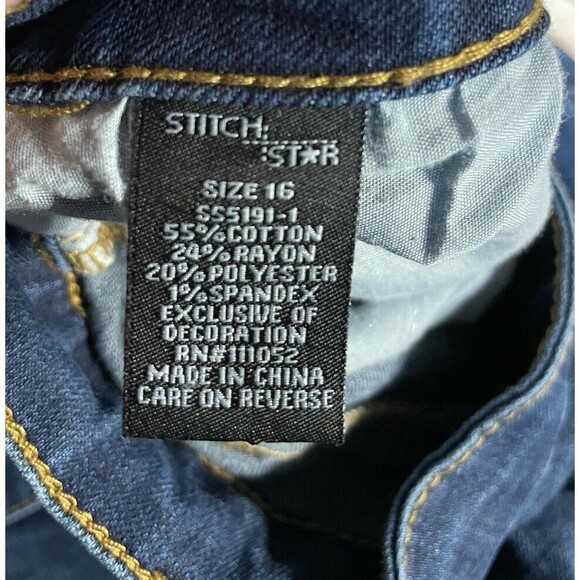 STITCH:
:ST★R
SIZE 16
SS5191-1
55%COTTON
24%RAYON
20%POLYESTER
1%SPANDEX
EXCLUSIVE OF
DECORATION
RN#111052
MADE IN CHINA
CARE ON REVERSE